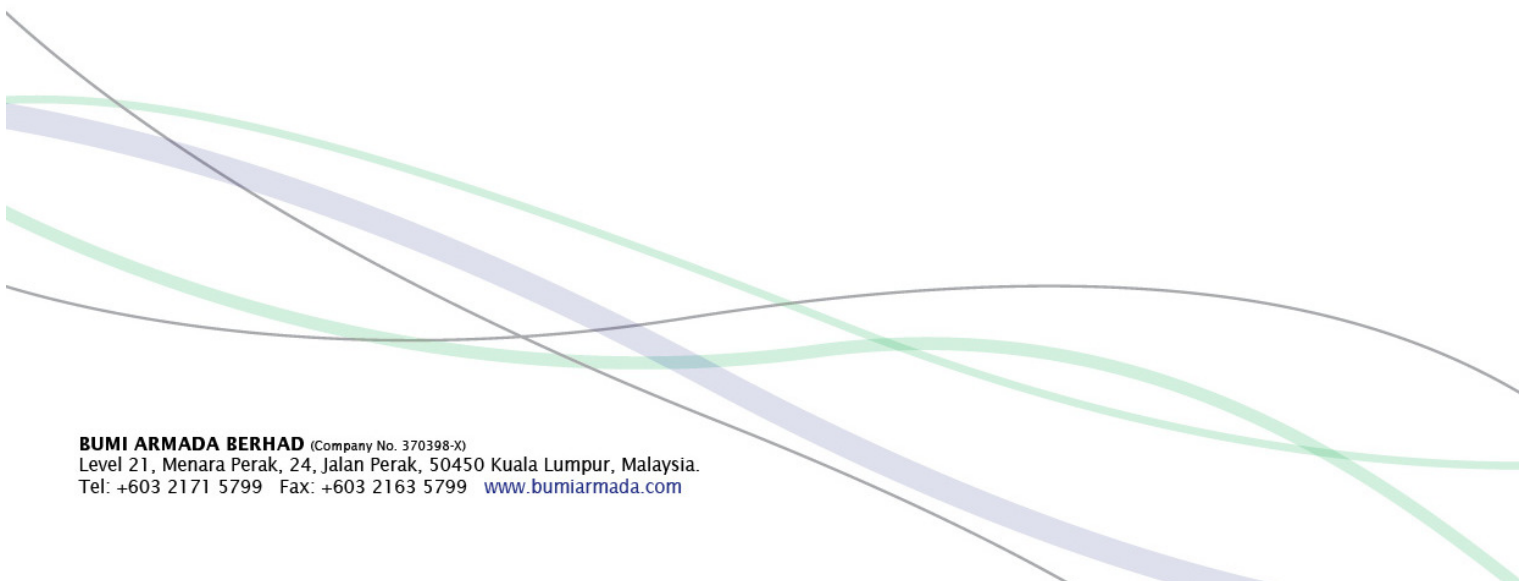 BUMI ARMADA BERHAD (Company No. 370398-X)
Level 21, Menara Perak, 24, Jalan Perak, 50450 Kuala Lumpur, Malaysia.
Tel: +603 2171 5799 Fax: +603 2163 5799 www.bumiarmada.com